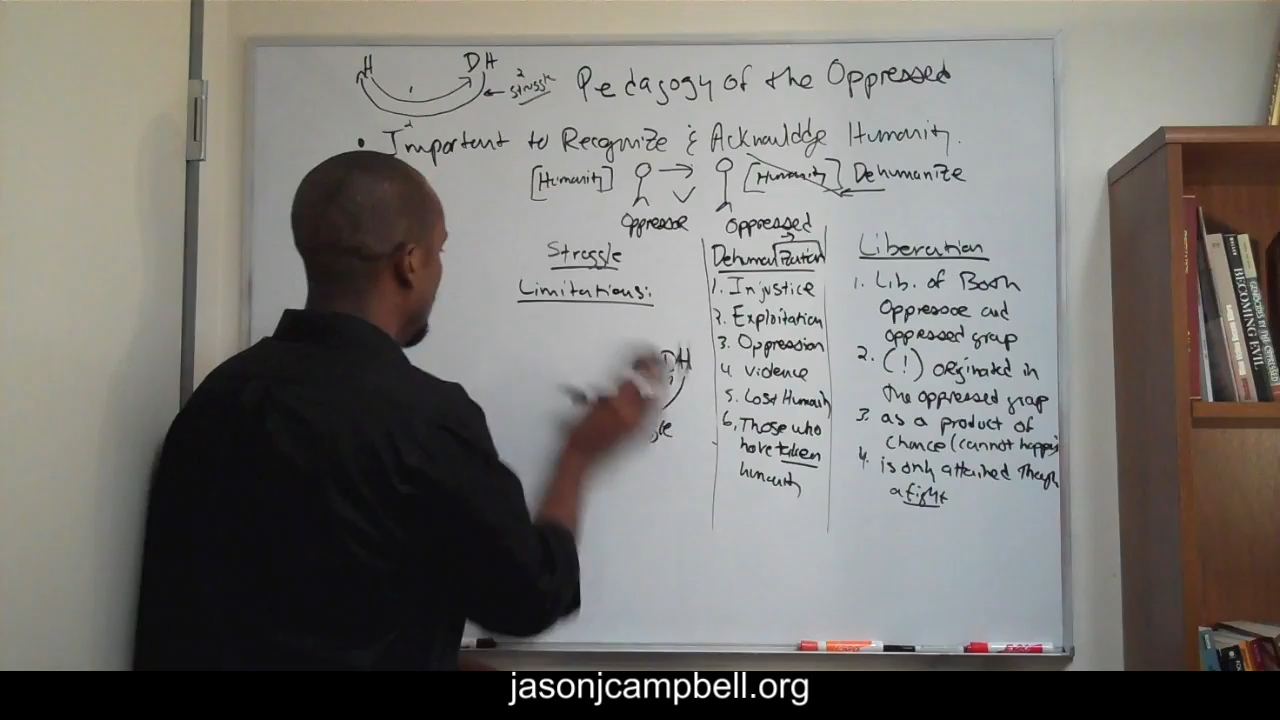 H DH
2
struggle
Pedagogy of the Oppressed
• Important to Recognize & Acknowldge Humanity.
[Humanity] → [Humanity] Dehumanize
Oppressor Oppressed
Struggle
Limitations:
DH
Dehumanization
1. Injustice
2. Exploitation
3. Oppression
4. Violence
5. Lost Humanity
6. Those who
have taken
humanity
Liberation
1. Lib. of Both
Oppressor and
oppressed group
2. (!) originated in
the oppressed group
3. as a product of
Chance (cannot happen
4. is only attained through
a fight
BECOMING EVIL
jasonjcampbell.org